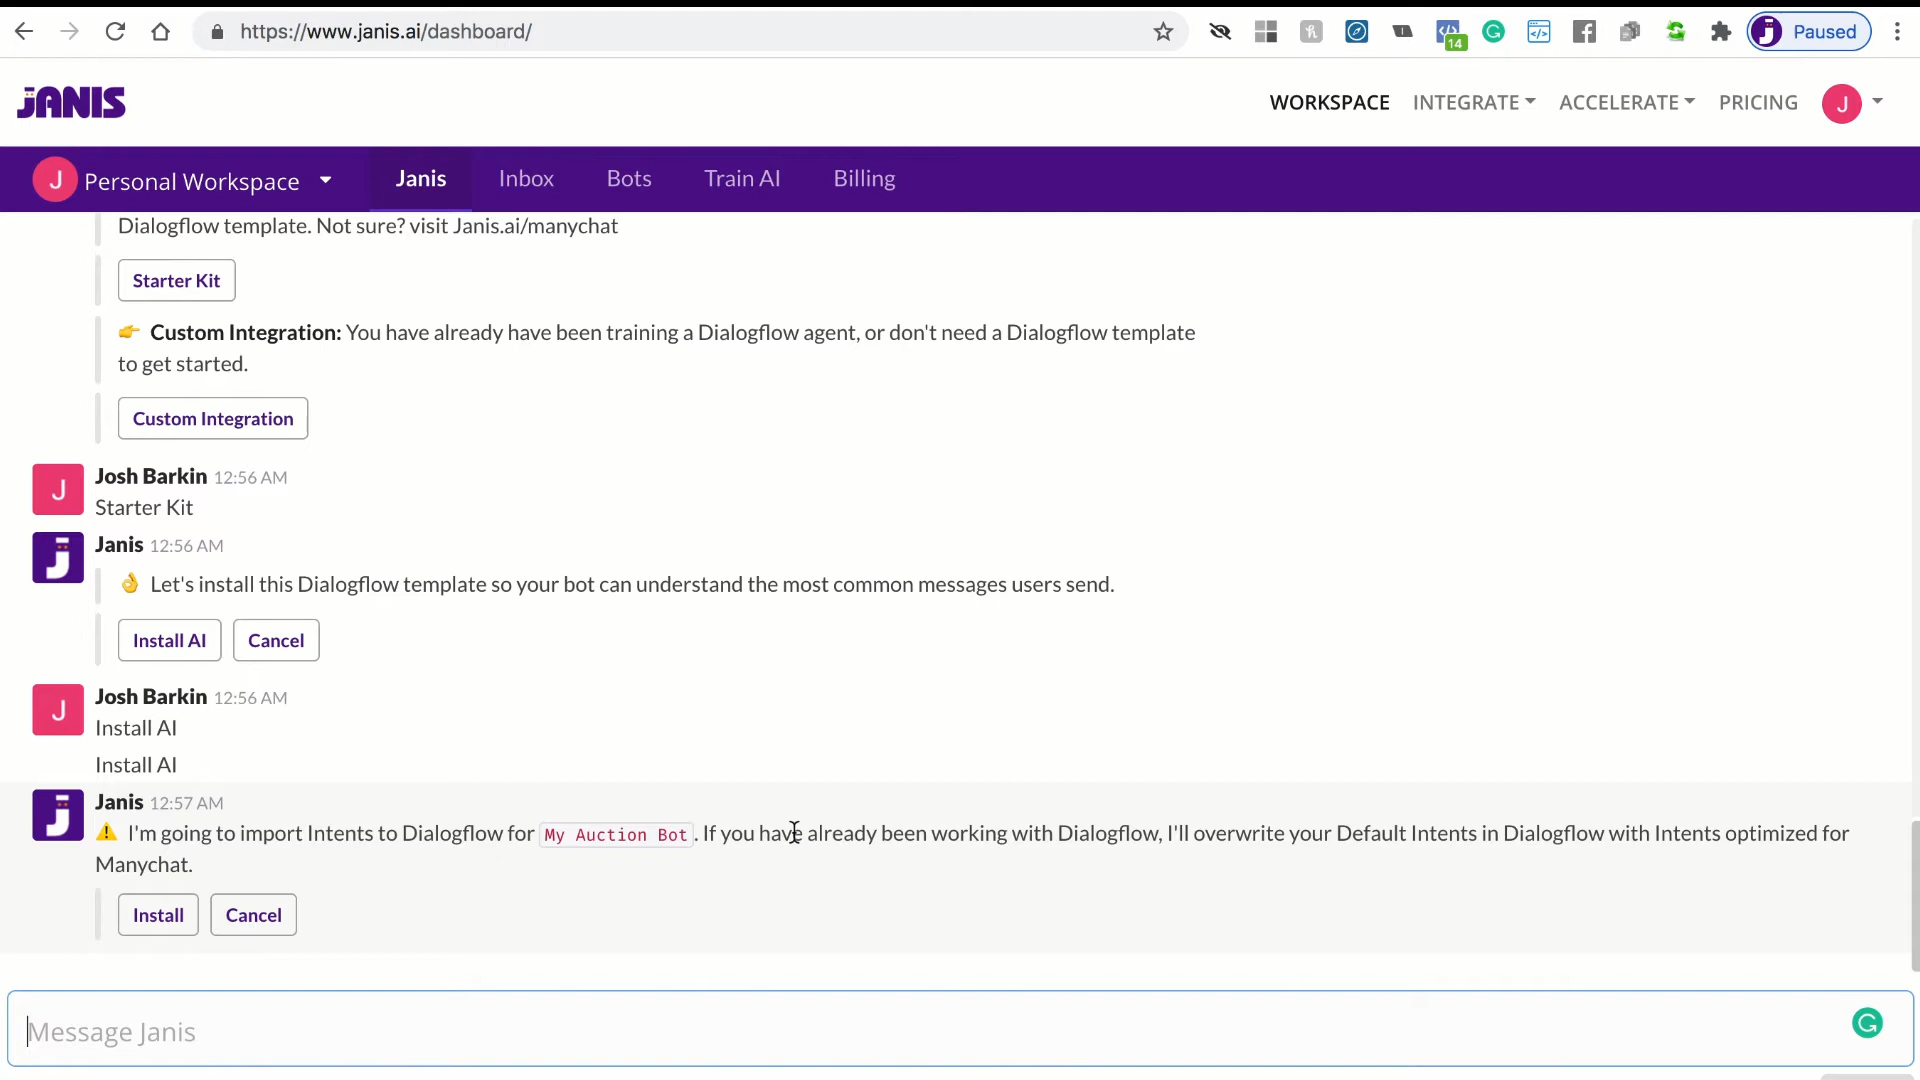 https://www.janis.ai/dashboard/
14
Paused
JANIS
WORKSPACE INTEGRATE ACCELERATE PRICING J
J Personal Workspace Janis Inbox Bots Train AI Billing
Dialogflow template. Not sure? visit Janis.ai/manychat
Starter Kit
Custom Integration: You have already have been training a Dialogflow agent, or don't need a Dialogflow template
to get started.
Custom Integration
J
Josh Barkin 12:56 AM
Starter Kit
Janis 12:56 AM
Let's install this Dialogflow template so your bot can understand the most common messages users send.
Install AI Cancel
J
Josh Barkin 12:56 AM
Install AI
Install AI
Janis 12:57 AM
I'm going to import Intents to Dialogflow for My Auction Bot. If you have already been working with Dialogflow, I'll overwrite your Default Intents in Dialogflow with Intents optimized for
Manychat.
Install Cancel
Message Janis